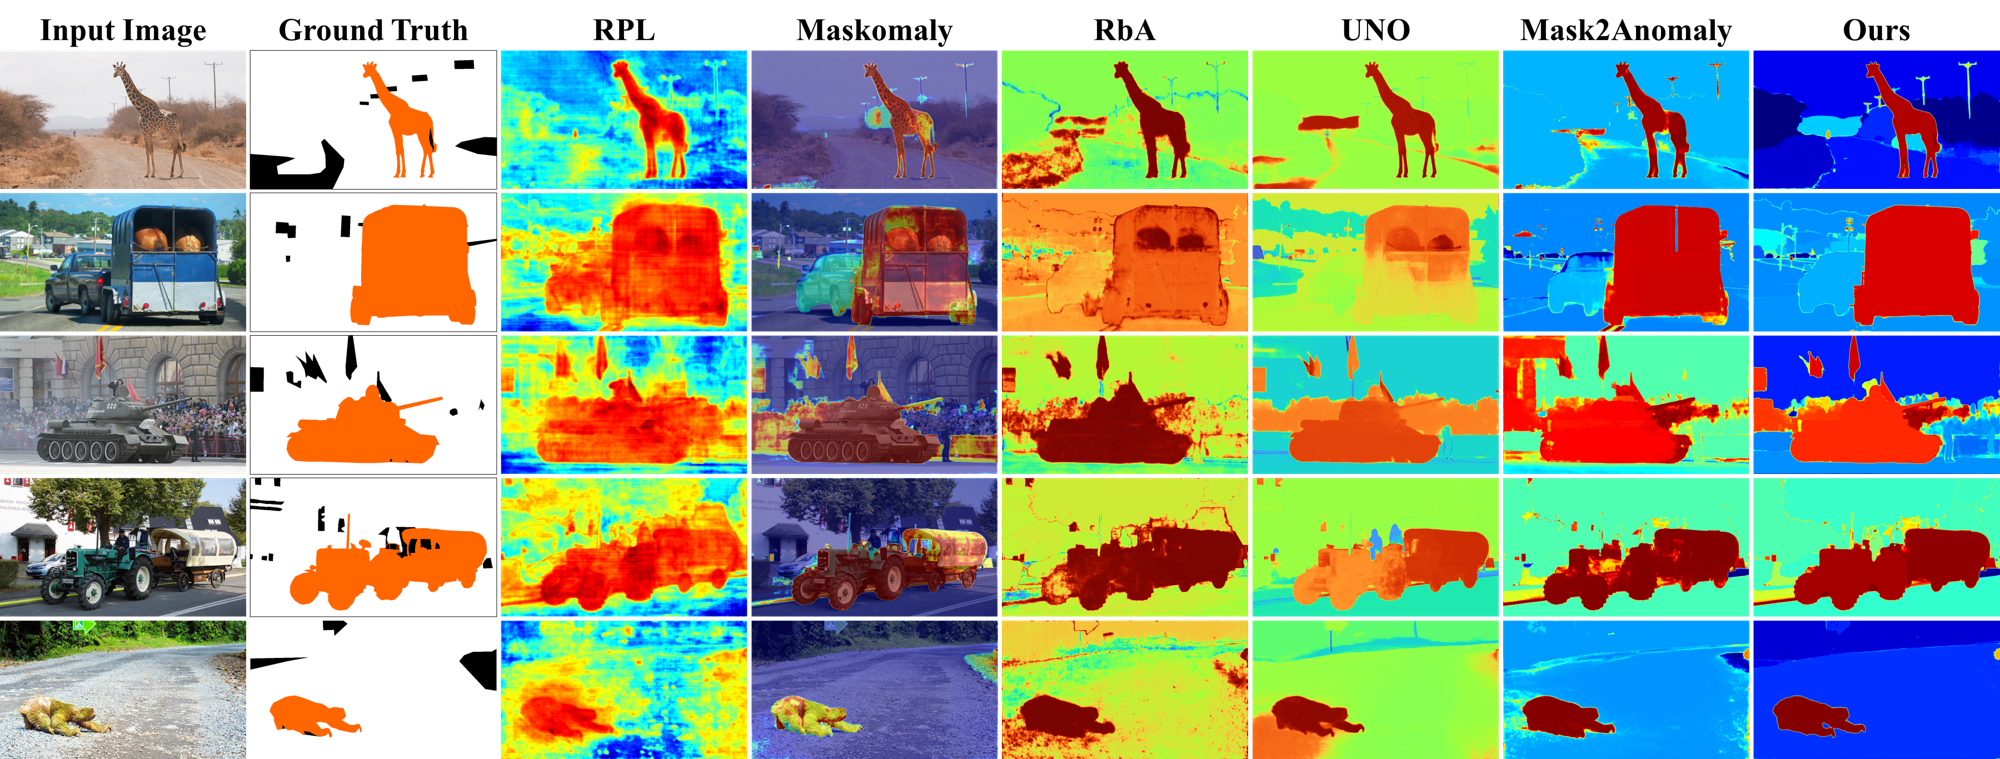 Input Image
Ground Truth
RPL
Maskomaly
RbA
UNO
Mask2Anomaly
Ours